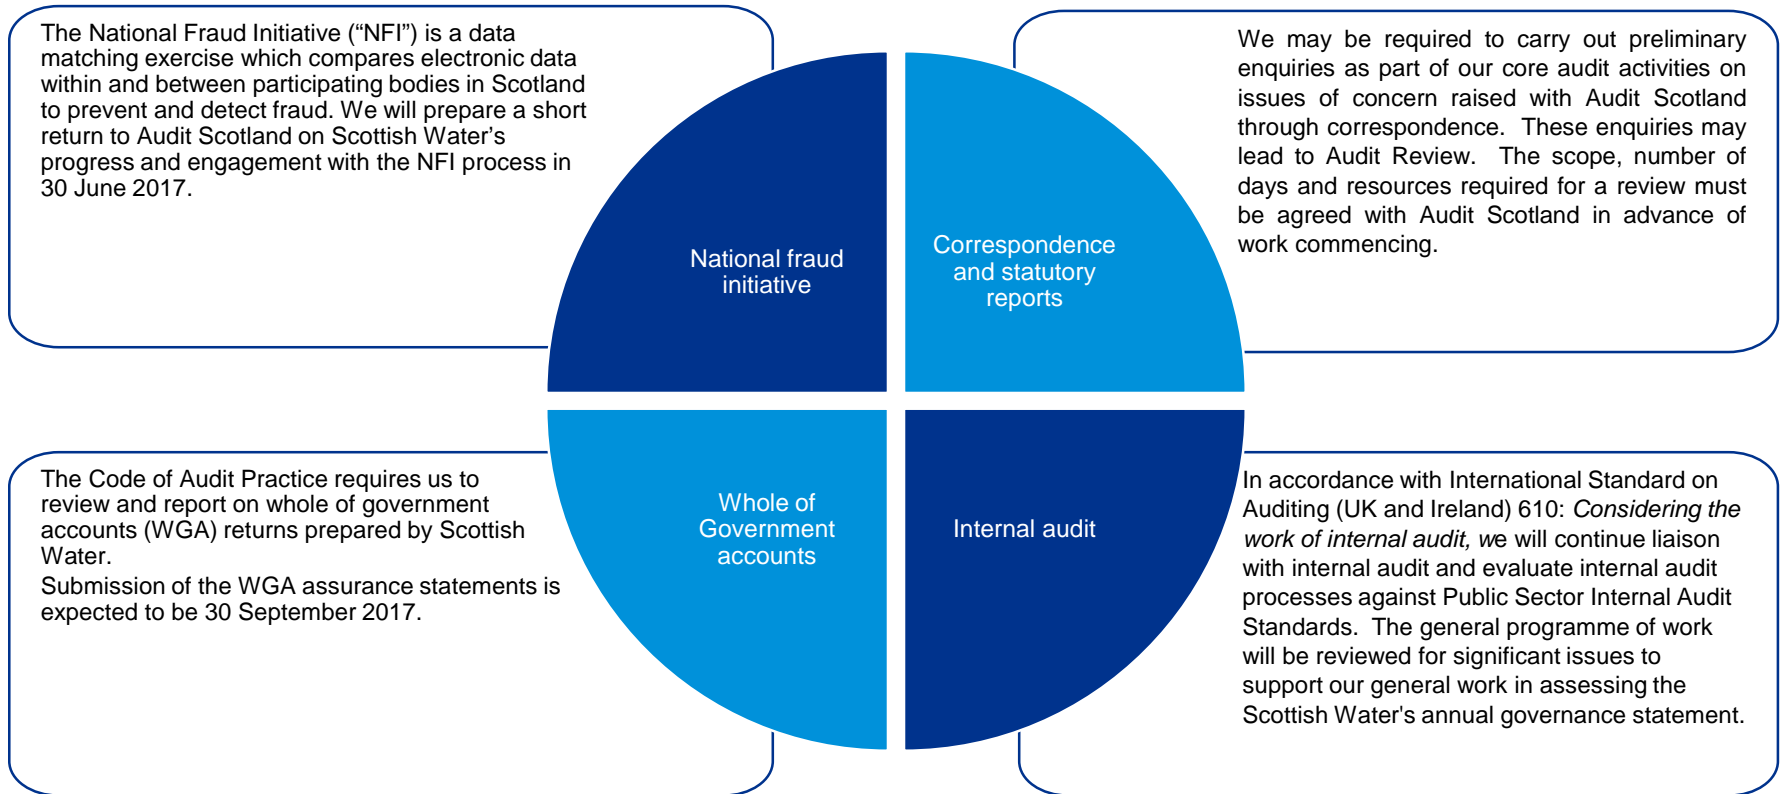 The National Fraud Initiative (“NFI”) is a data
matching exercise which compares electronic data
within and between participating bodies in Scotland
to prevent and detect fraud. We will prepare a short
return to Audit Scotland on Scottish Water’s
progress and engagement with the NFI process in
30 June 2017.
National fraud
initiative
Correspondence
and statutory
reports
We may be required to carry out preliminary
enquiries as part of our core audit activities on
issues of concern raised with Audit Scotland
through correspondence. These enquiries may
lead to Audit Review. The scope, number of
days and resources required for a review must
be agreed with Audit Scotland in advance of
work commencing.
The Code of Audit Practice requires us to
review and report on whole of government
accounts (WGA) returns prepared by Scottish
Water.
Submission of the WGA assurance statements is
expected to be 30 September 2017.
Whole of
Government
accounts
Internal audit
In accordance with International Standard on
Auditing (UK and Ireland) 610: Considering the
work of internal audit, we will continue liaison
with internal audit and evaluate internal audit
processes against Public Sector Internal Audit
Standards. The general programme of work
will be reviewed for significant issues to
support our general work in assessing the
Scottish Water's annual governance statement.